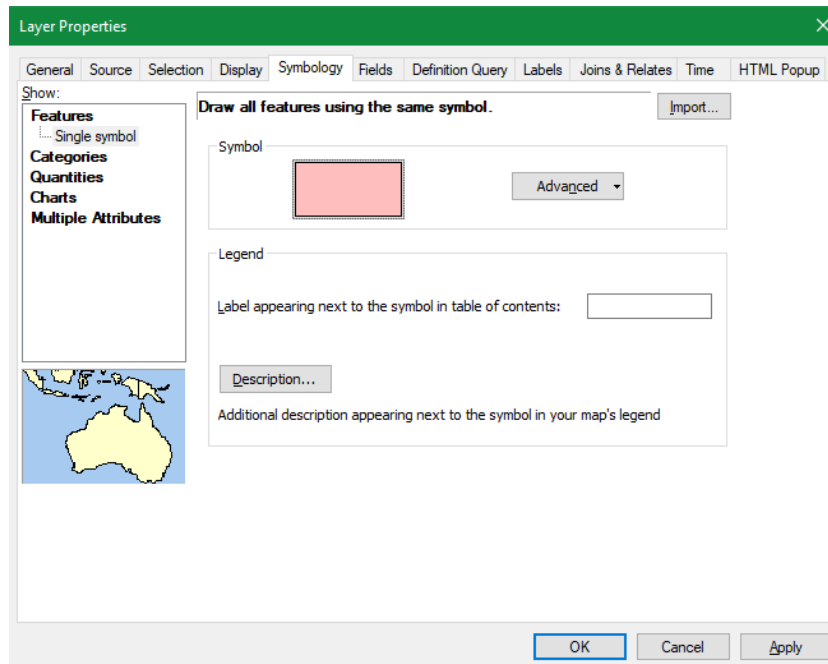 Layer Properties
General Source Selection Display Symbology Fields Definition Query Labels Joins & Relates Time HTML Popup
Show:
Features
Single symbol
Categories
Quantities
Charts
Multiple Attributes
Draw all features using the same symbol.
Import...
Symbol
Advanced
Legend
Label appearing next to the symbol in table of contents:
Description...
Additional description appearing next to the symbol in your map's legend
OK Cancel Apply